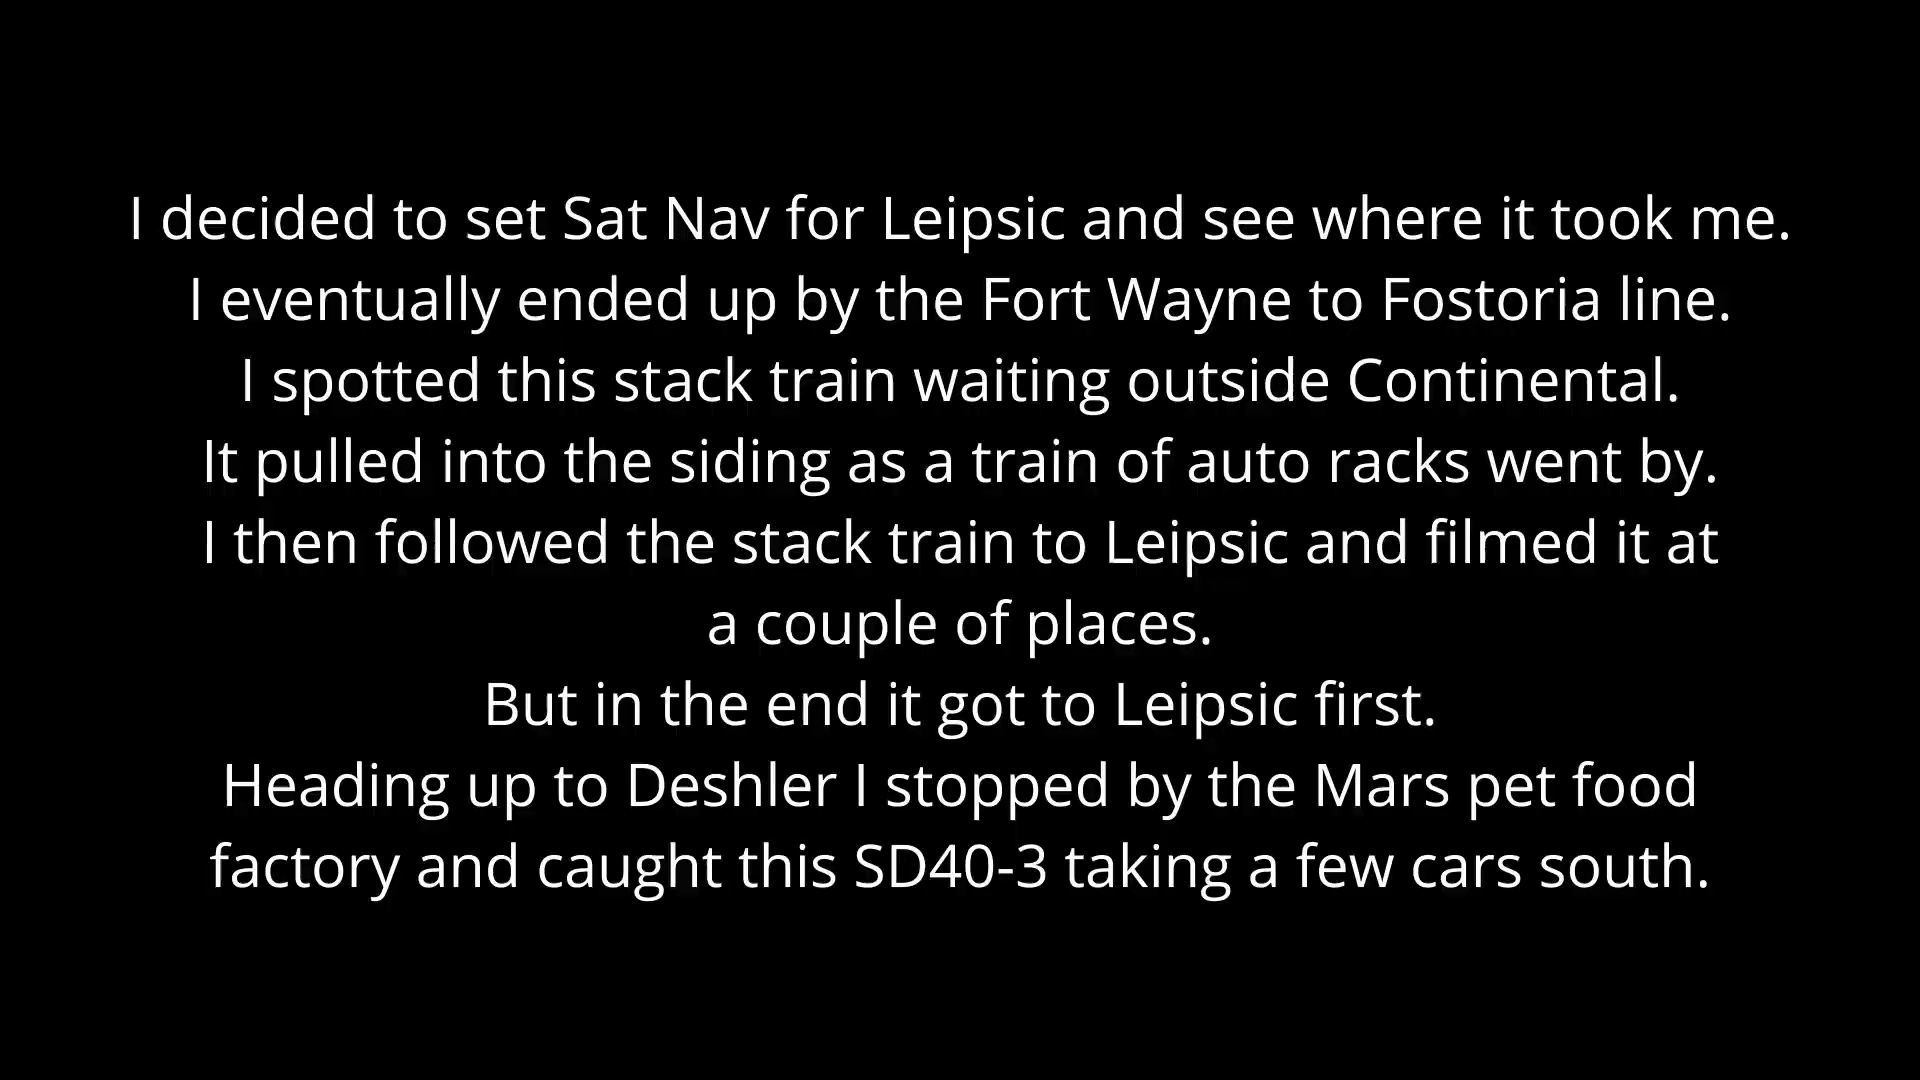 I decided to set Sat Nav for Leipsic and see where it took me.
I eventually ended up by the Fort Wayne to Fostoria line.
I spotted this stack train waiting outside Continental.
It pulled into the siding as a train of auto racks went by.
I then followed the stack train to Leipsic and filmed it at
a couple of places.
But in the end it got to Leipsic first.
Heading up to Deshler I stopped by the Mars pet food
factory and caught this SD40-3 taking a few cars south.